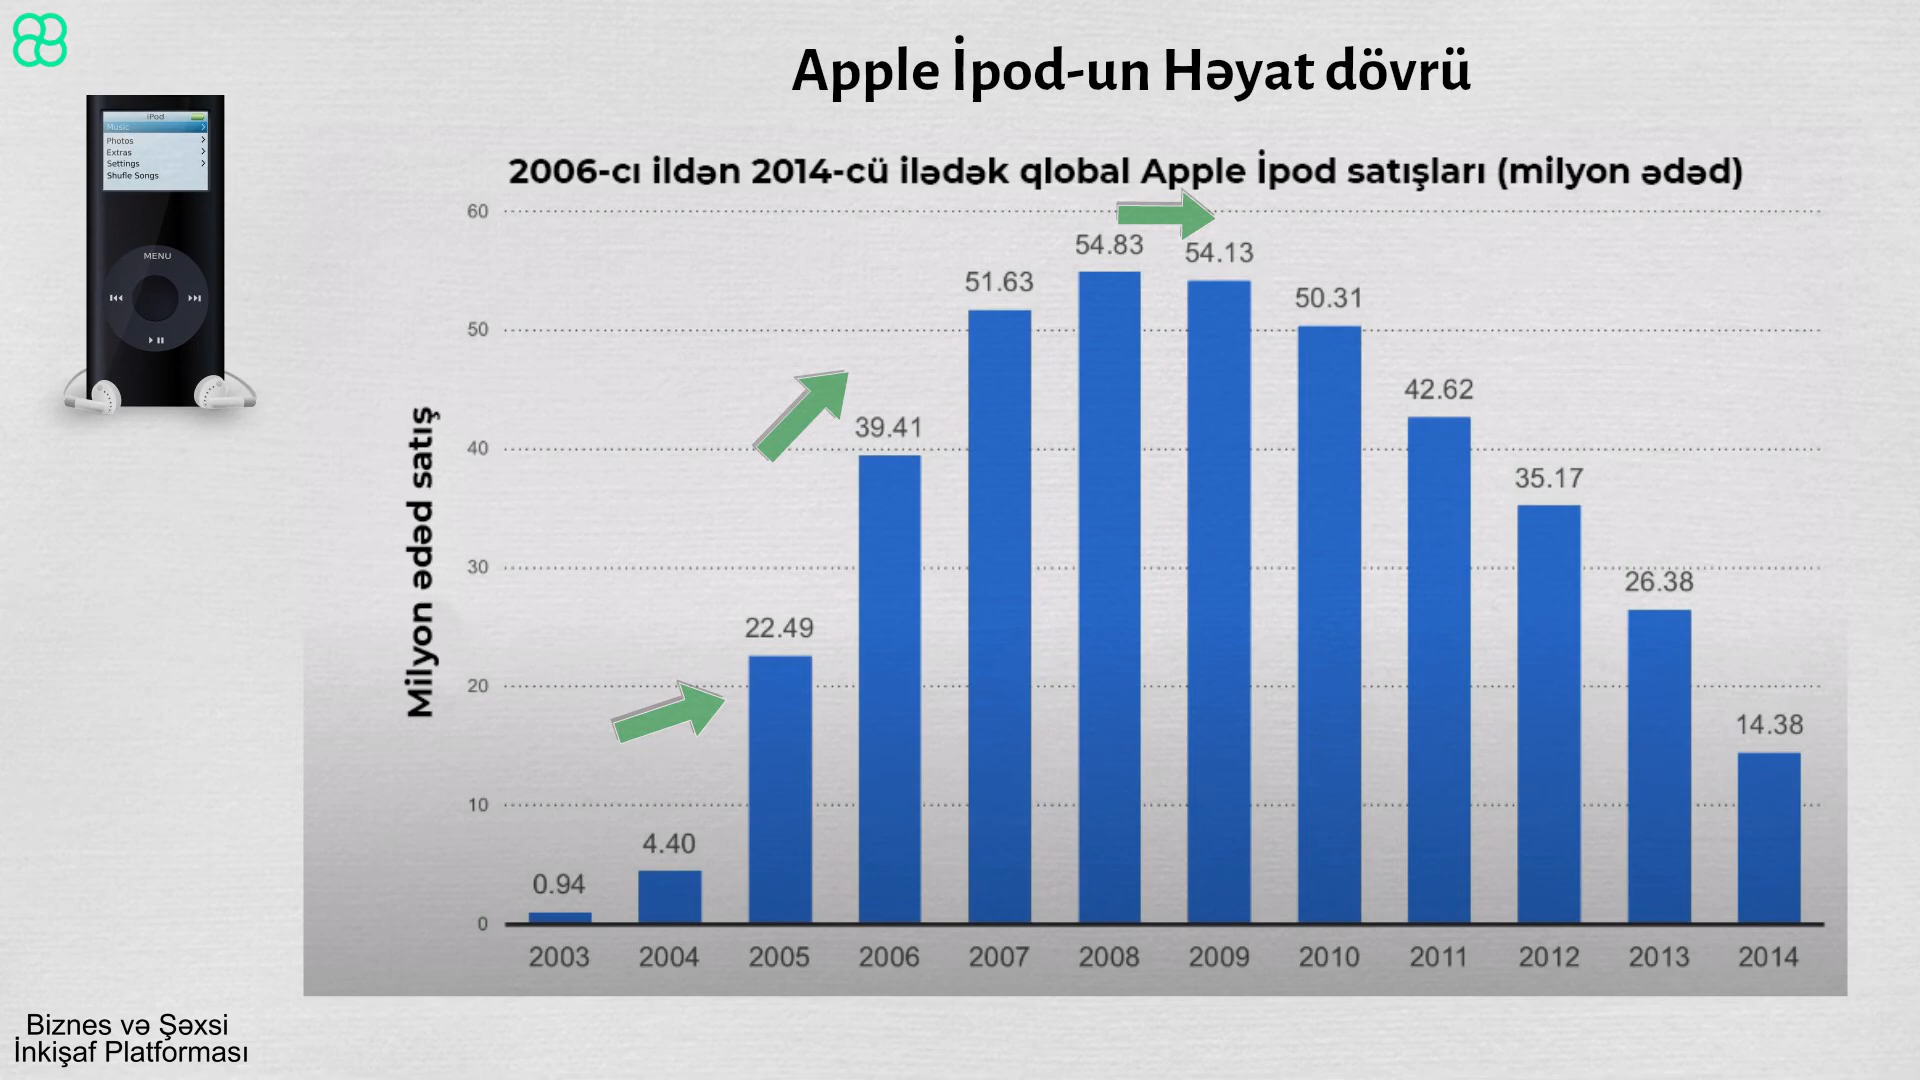 Apple İpod-un Həyat dövrü
iPod
Music
Photos
Extras
Settings
Shufle Songs
MENU
2006-cı ildən 2014-cü ilədək qlobal Apple İpod satışları (milyon ədəd)
Milyon ədəd satış
60
50
40
30
20
10
0
0.94
4.40
22.49
39.41
51.63
54.83
54.13
50.31
42.62
35.17
26.38
14.38
2003 2004 2005 2006 2007 2008 2009 2010 2011 2012 2013 2014
Biznes və Şəxsi
İnkişaf Platforması